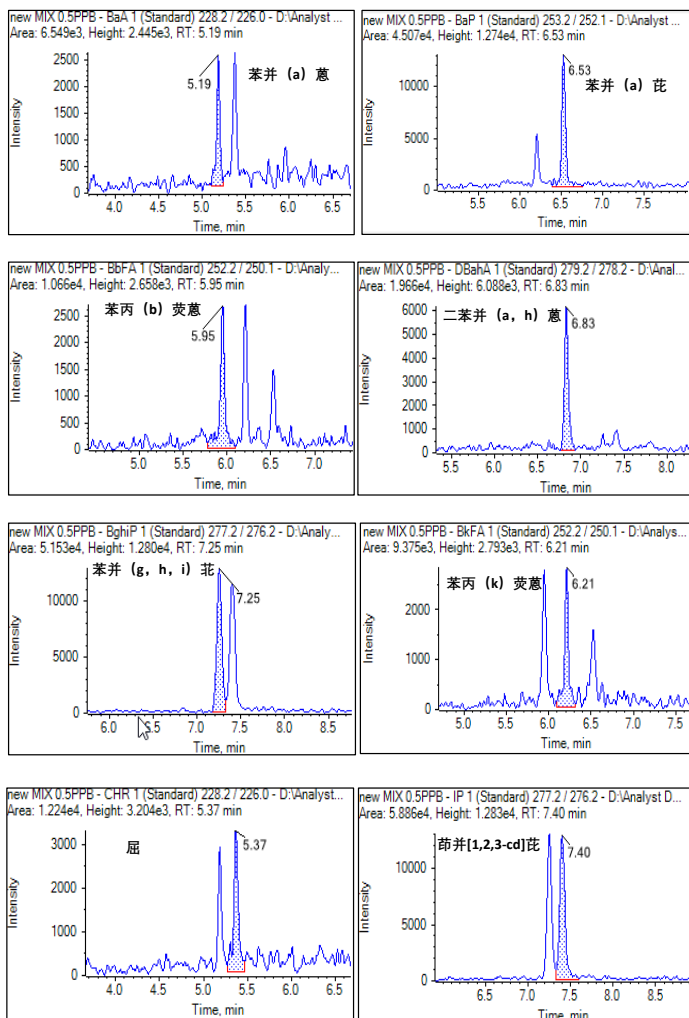 new MIX 0.5PPB - BaA 1 (Standard) 228.2 / 226.0 - D:\Analyst ...
Area: 6.549e3, Height: 2.445e3, RT: 5.19 min
2500
2000
1500
1000
500
0
Intensity
5.19
苯并（a）蒽
4.0 4.5 5.0 5.5 6.0 6.5
Time, min
new MIX 0.5PPB - BaP 1 (Standard) 253.2 / 252.1 - D:\Analyst ...
Area: 4.507e4, Height: 1.274e4, RT: 6.53 min
10000
5000
0
Intensity
6.53
苯并（a）芘
5.5 6.0 6.5 7.0 7.5 8.0
Time, min
new MIX 0.5PPB - BbFA 1 (Standard) 252.2 / 250.1 - D:\Analy...
Area: 1.066e4, Height: 2.658e3, RT: 5.95 min
2500
2000
1500
1000
500
0
Intensity
苯丙（b）荧蒽
5.95
5.0 5.5 6.0 6.5 7.0
Time, min
new MIX 0.5PPB - DBahA 1 (Standard) 279.2 / 278.2 - D:\Anal...
Area: 1.966e4, Height: 6.088e3, RT: 6.83 min
6000
5000
4000
3000
2000
1000
0
Intensity
二苯并（a，h）蒽
6.83
5.5 6.0 6.5 7.0 7.5 8.0
Time, min
new MIX 0.5PPB - BghiP 1 (Standard) 277.2 / 276.2 - D:\Analy...
Area: 5.153e4, Height: 1.280e4, RT: 7.25 min
10000
5000
0
Intensity
苯并（g，h，i）苝
7.25
6.0 6.5 7.0 7.5 8.0 8.5
Time, min
new MIX 0.5PPB - BkFA 1 (Standard) 252.2 / 250.1 - D:\Analys...
Area: 9.375e3, Height: 2.793e3, RT: 6.21 min
2000
1000
0
Intensity
苯丙（k）荧蒽
6.21
5.0 5.5 6.0 6.5 7.0 7.5
Time, min
new MIX 0.5PPB - CHR 1 (Standard) 228.2 / 226.0 - D:\Analyst...
Area: 1.224e4, Height: 3.204e3, RT: 5.37 min
3000
2000
1000
0
Intensity
屈
5.37
4.0 4.5 5.0 5.5 6.0 6.5
Time, min
new MIX 0.5PPB - IP 1 (Standard) 277.2 / 276.2 - D:\Analyst D...
Area: 5.886e4, Height: 1.283e4, RT: 7.40 min
10000
5000
0
Intensity
茚并[1,2,3-cd]芘
7.40
6.5 7.0 7.5 8.0 8.5
Time, min